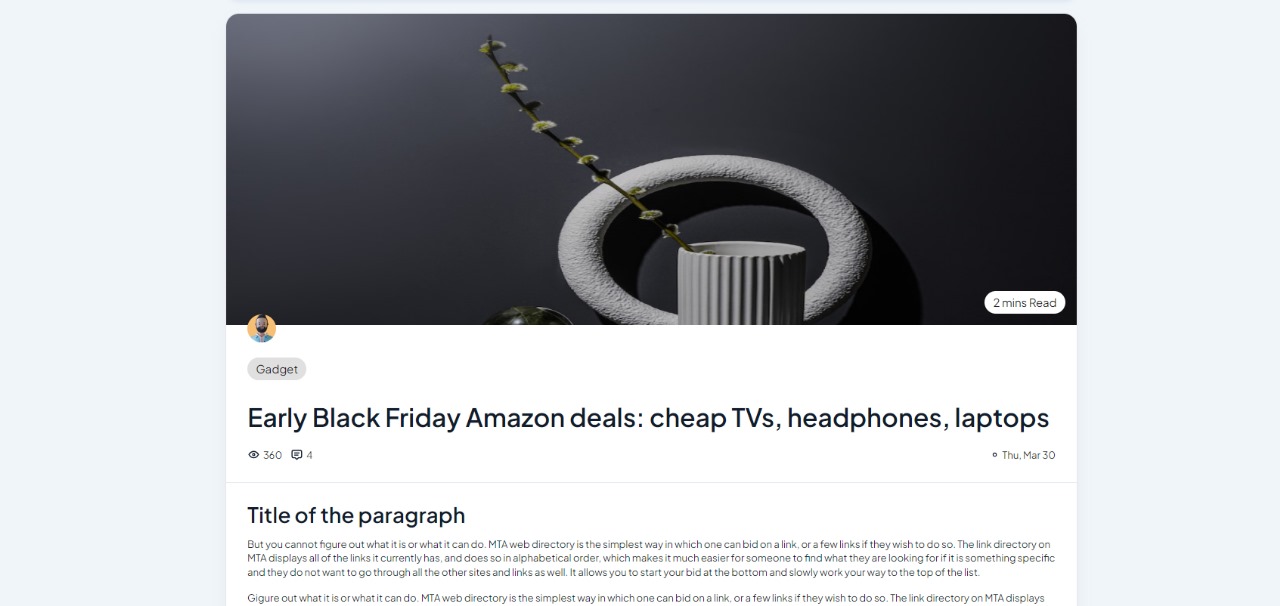 2 mins Read
Gadget
Early Black Friday Amazon deals: cheap TVs, headphones, laptops
360 4 Thu, Mar 30
Title of the paragraph
But you cannot figure out what it is or what it can do. MTA web directory is the simplest way in which one can bid on a link, or a few links if they wish to do so. The link directory on
MTA displays all of the links it currently has, and does so in alphabetical order, which makes it much easier for someone to find what they are looking for if it is something specific
and they do not want to go through all the other sites and links as well. It allows you to start your bid at the bottom and slowly work your way to the top of the list.
Gigure out what it is or what it can do. MTA web directory is the simplest way in which one can bid on a link, or a few links if they wish to do so. The link directory on MTA displays